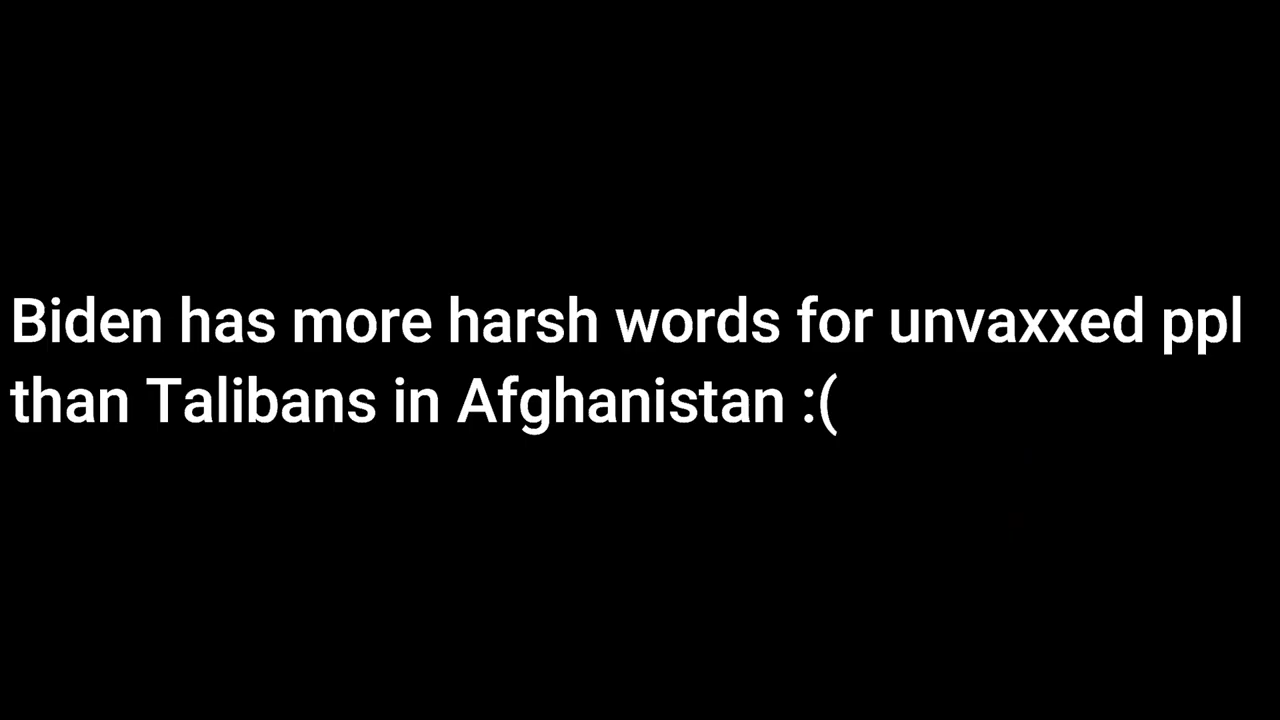 Biden has more harsh words for unvaxxed ppl
than Talibans in Afghanistan :(